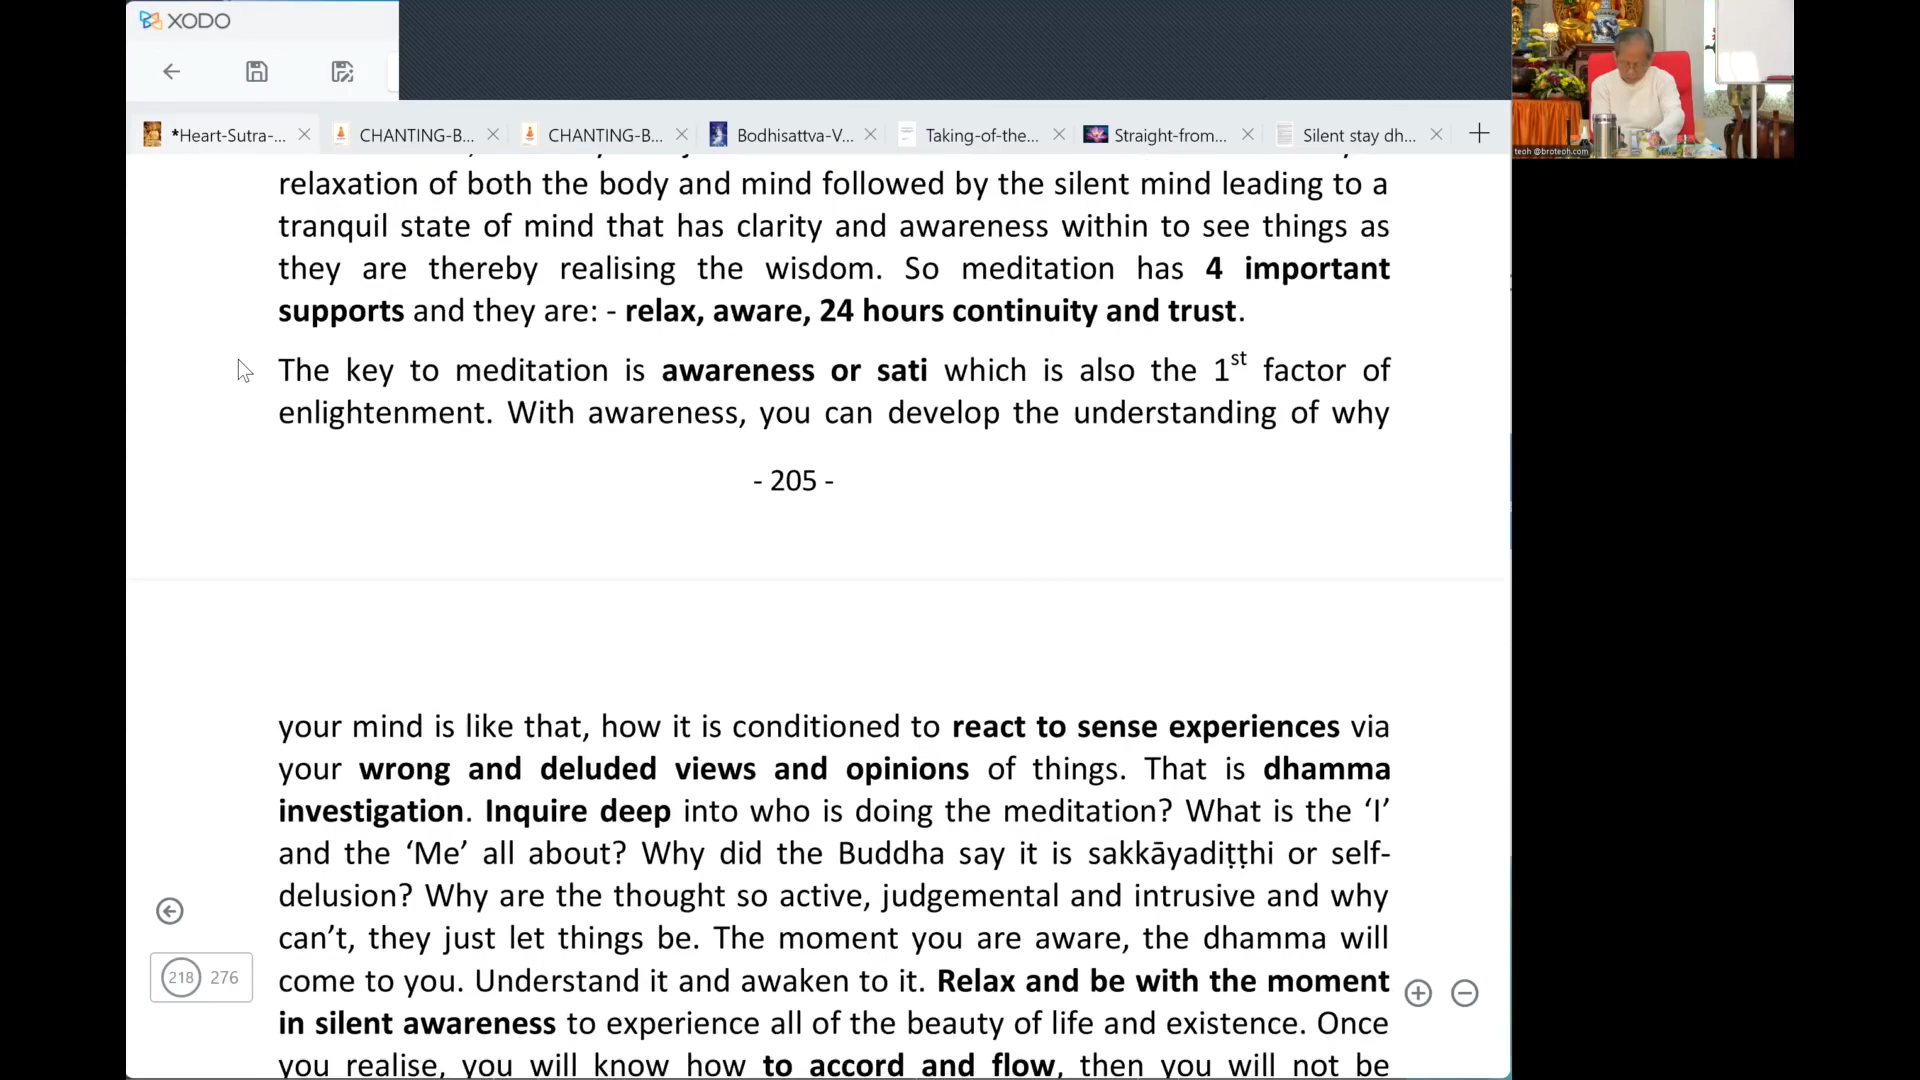 XODO
*Heart-Sutra-...
CHANTING-B...
CHANTING-B...
Bodhisattva-V...
Taking-of-the...
Straight-from...
Silent stay dh...
teoh @broteoh.com
relaxation of both the body and mind followed by the silent mind leading to a
tranquil state of mind that has clarity and awareness within to see things as
they are thereby realising the wisdom. So meditation has 4 important
supports and they are: - relax, aware, 24 hours continuity and trust.
The key to meditation is awareness or sati which is also the 1st factor of
enlightenment. With awareness, you can develop the understanding of why
- 205 -
your mind is like that, how it is conditioned to react to sense experiences via
your wrong and deluded views and opinions of things. That is dhamma
investigation. Inquire deep into who is doing the meditation? What is the ‘I’
and the ‘Me’ all about? Why did the Buddha say it is sakkāyadiṭṭhi or self-
delusion? Why are the thought so active, judgemental and intrusive and why
can’t, they just let things be. The moment you are aware, the dhamma will
come to you. Understand it and awaken to it. Relax and be with the moment
in silent awareness to experience all of the beauty of life and existence. Once
you realise, you will know how to accord and flow, then you will not be
218 276